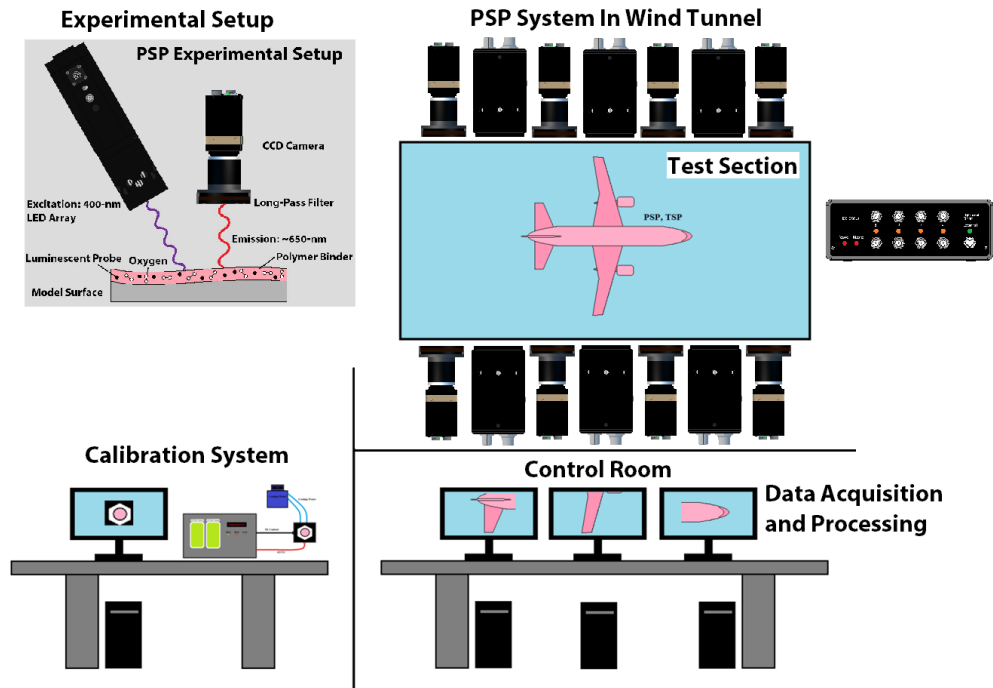 Experimental Setup
PSP Experimental Setup
CCD Camera
Excitation: 400-nm
LED Array
Long-Pass Filter
Emission: ~650-nm
Luminescent Probe
Oxygen
Polymer Binder
Model Surface
PSP System In Wind Tunnel
Test Section
PSP, TSP
Calibration System
Control Room
Data Acquisition
and Processing